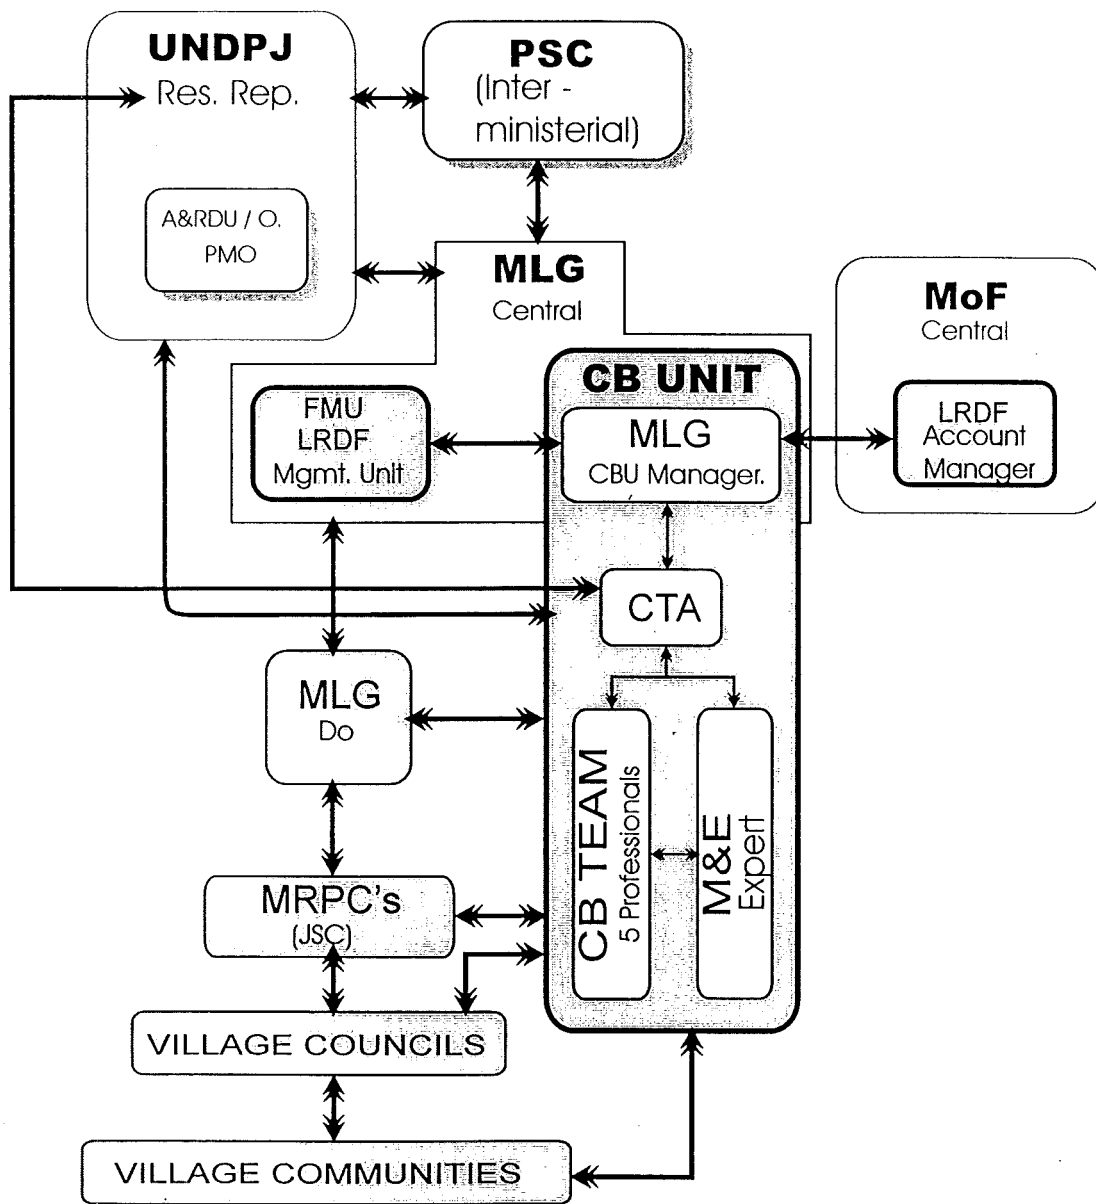 UNDPJ
Res. Rep.
A&RDU / O.
PMO
PSC
(Inter -
ministerial)
MLG
Central
MoF
Central
LRDF
Account
Manager
FMU
LRDF
Mgmt. Unit
CB UNIT
MLG
CBU Manager.
CTA
CB TEAM
5 Professionals
M&E
Expert
MLG
Do
MRPC's
(JSC)
VILLAGE COUNCILS
VILLAGE COMMUNITIES